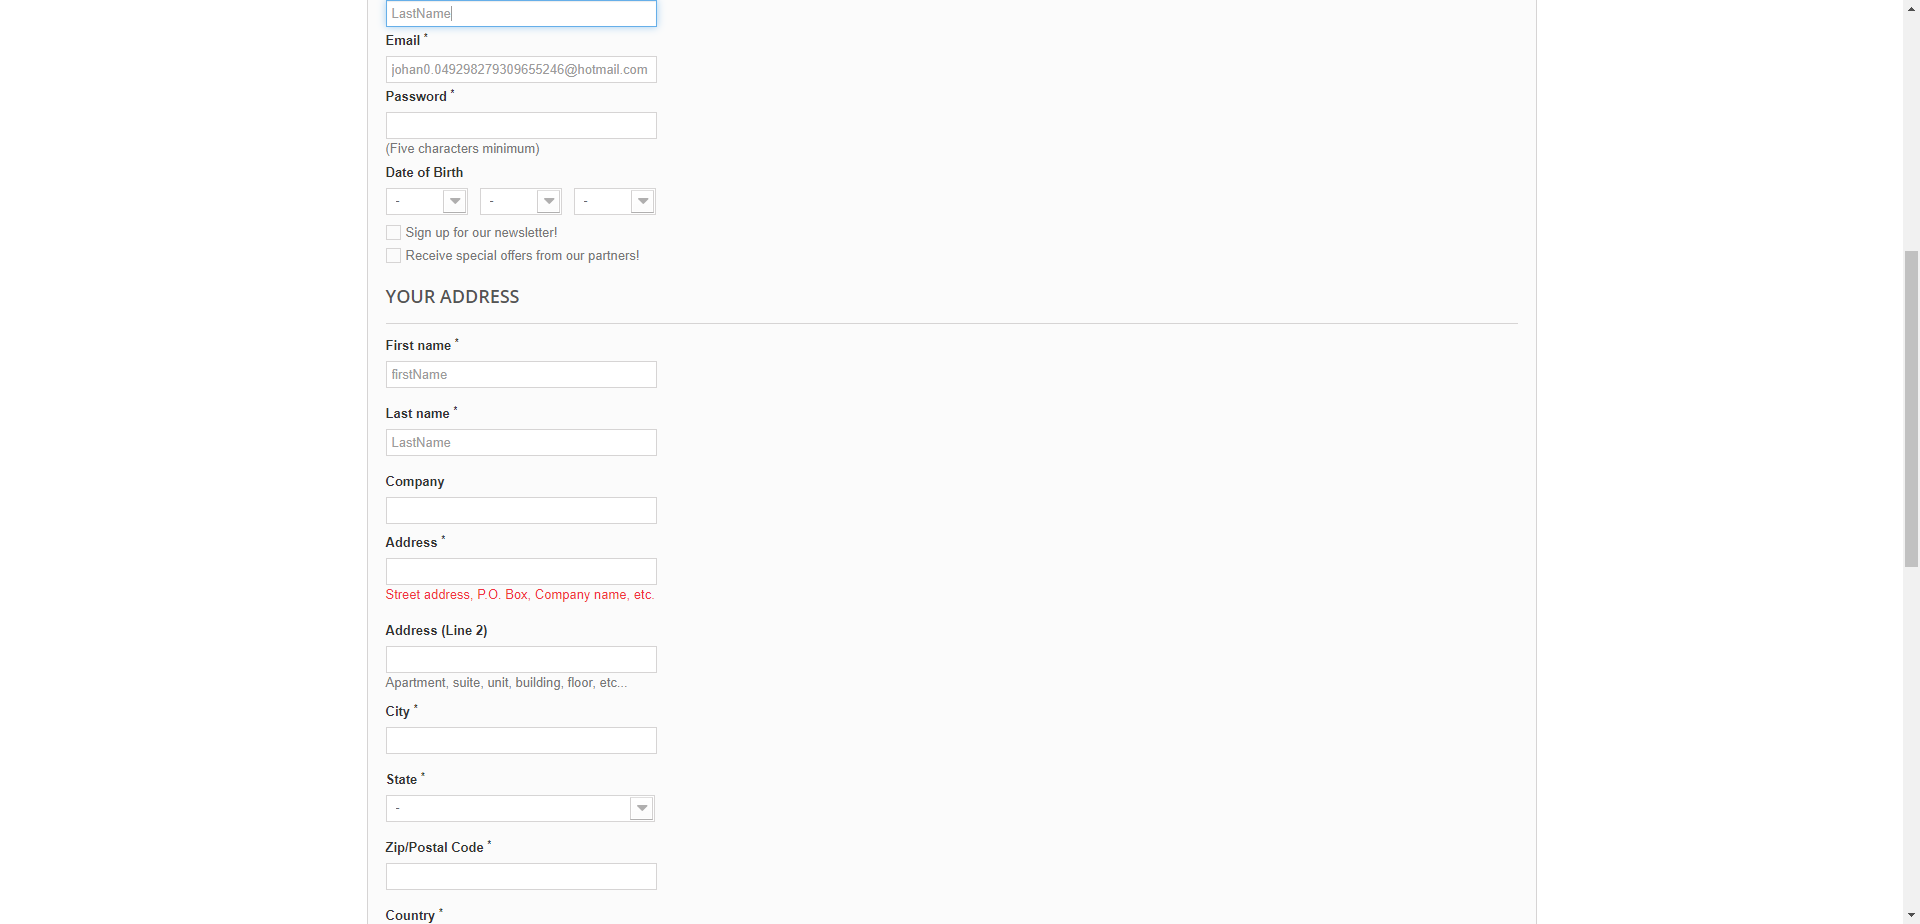 LastName
Email *
johan0.049298279309655246@hotmail.com
Password *
(Five characters minimum)
Date of Birth
- - -
Sign up for our newsletter!
Receive special offers from our partners!
YOUR ADDRESS
First name *
firstName
Last name *
LastName
Company
Address *
Street address, P.O. Box, Company name, etc.
Address (Line 2)
Apartment, suite, unit, building, floor, etc...
City *
State *
-
Zip/Postal Code *
Country *